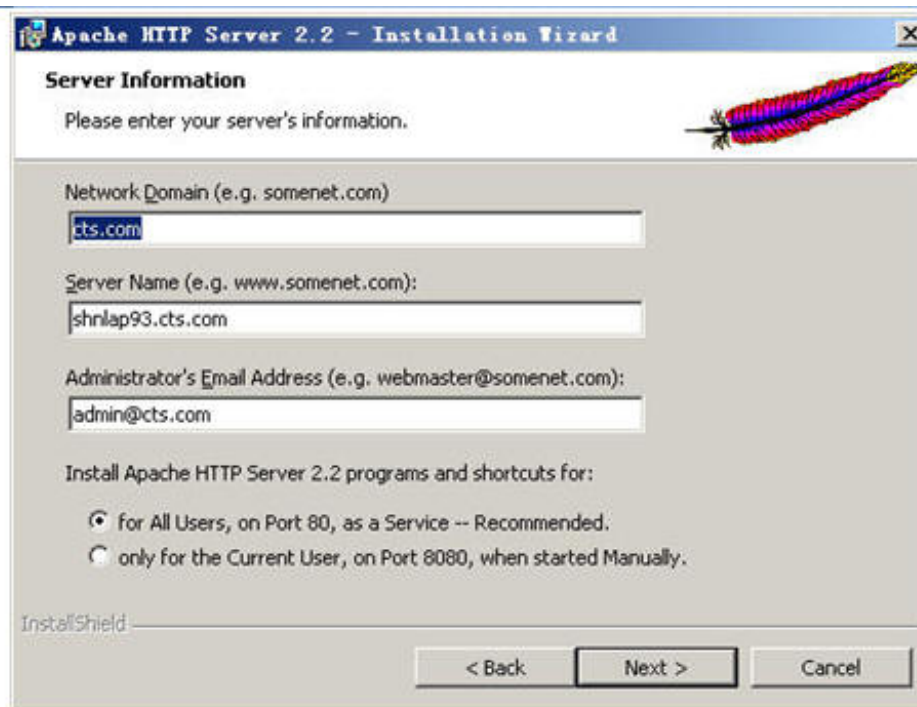 Apache HTTP Server 2.2 - Installation Wizard
Server Information
Please enter your server's information.
Network Domain (e.g. somenet.com)
cts.com
Server Name (e.g. www.somenet.com):
shnlap93.cts.com
Administrator's Email Address (e.g. webmaster@somenet.com):
admin@cts.com
Install Apache HTTP Server 2.2 programs and shortcuts for:
for All Users, on Port 80, as a Service -- Recommended.
only for the Current User, on Port 8080, when started Manually.
InstallShield
< Back Next > Cancel